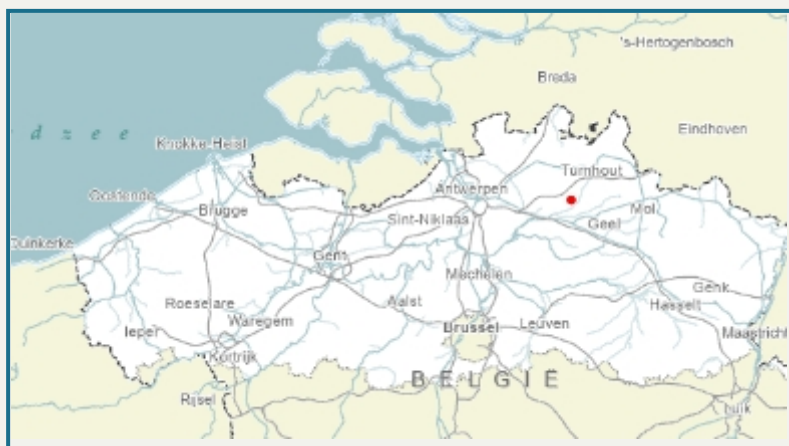 's-Hertogenbosch
Breda
Eindhoven
d z e e
Knokke-Heist
Turnhout
Antwerpen
Oostende
Brugge
Sint-Niklaas
Geel
Mol
Duinkerke
Gent
Mechelen
Genk
Roeselare
Aalst
Hasselt
Waregem
Brussel
Leuven
Ieper
Maastricht
Kortrijk
BELGIË
Rijsel
Luik